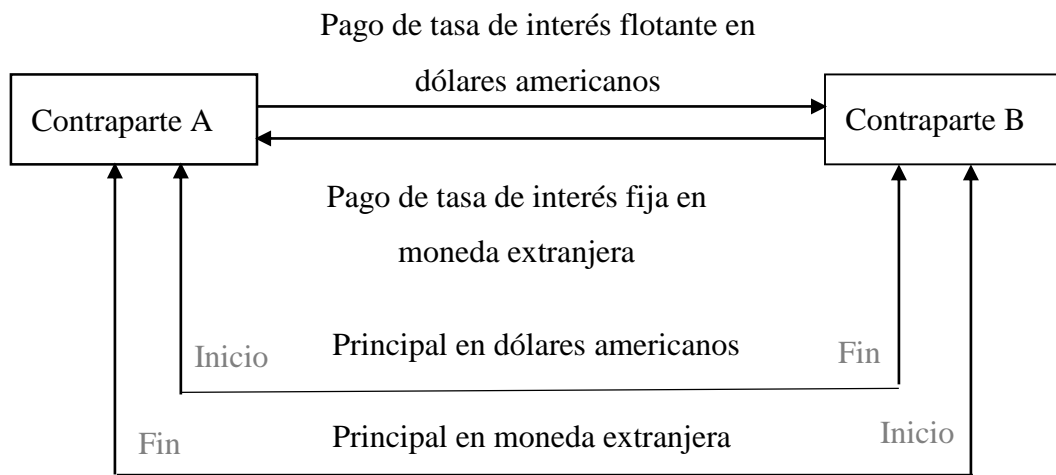 Pago de tasa de interés flotante en
dólares americanos
Contraparte A
Contraparte B
Pago de tasa de interés fija en
moneda extranjera
Inicio
Principal en dólares americanos
Fin
Fin
Principal en moneda extranjera
Inicio